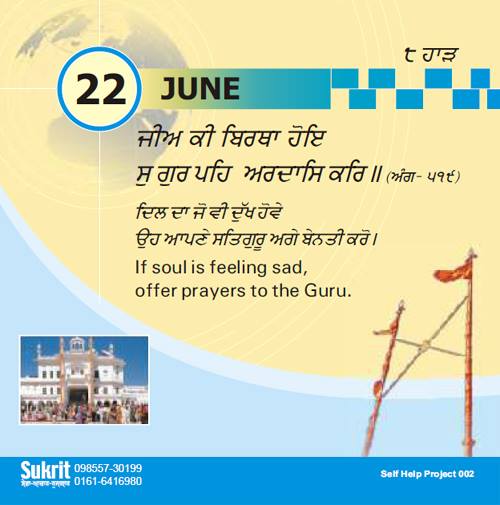 ੮ ਹਾੜ
22 JUNE
ਜੀਅ ਕੀ ਬਿਰਥਾ ਹੋਇ
ਸੁ ਗੁਰ ਪਹਿ ਅਰਦਾਸਿ ਕਰਿ॥ (ਅੰਗ- ੫੧੯)
ਦਿਲ ਦਾ ਜੋ ਵੀ ਦੁੱਖ ਹੋਵੇ
ਉਹ ਆਪਣੇ ਸਤਿਗੁਰੂ ਅਗੇ ਬੇਨਤੀ ਕਰੋ।
If soul is feeling sad,
offer prayers to the Guru.
Sukrit 098557-30199
0161-6416980
Self Help Project 002